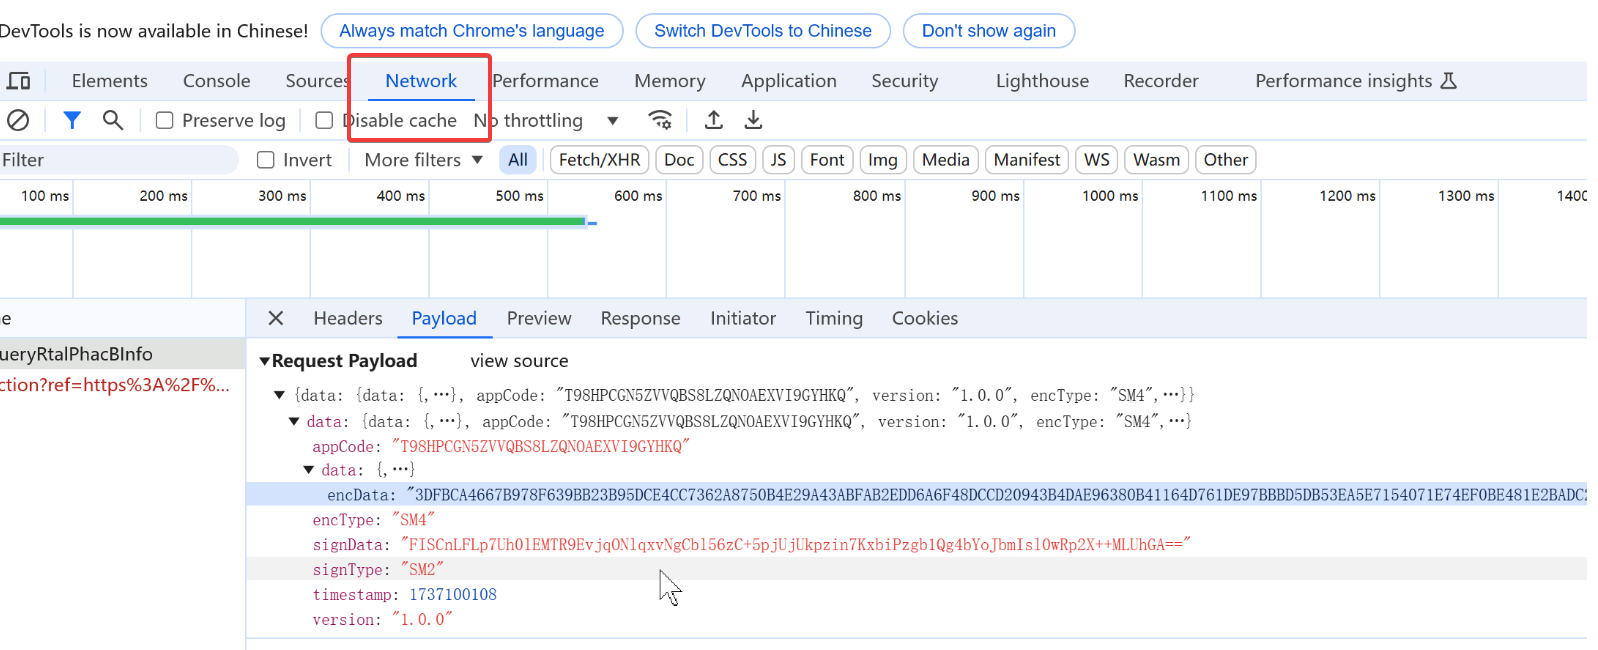 DevTools is now available in Chinese! Always match Chrome's language Switch DevTools to Chinese Don't show again
Elements Console Sources Network Performance Memory Application Security Lighthouse Recorder Performance insights
Preserve log Disable cache No throttling
Filter Invert More filters All Fetch/XHR Doc CSS JS Font Img Media Manifest WS Wasm Other
100 ms 200 ms 300 ms 400 ms 500 ms 600 ms 700 ms 800 ms 900 ms 1000 ms 1100 ms 1200 ms 1300 ms 1400
e Headers Payload Preview Response Initiator Timing Cookies
ueryRtalPhacBInfo
ction?ref=https%3A%2F%...
Request Payload view source
{data: {data: {,…}, appCode: "T98HPCGN5ZVVQBS8LZQNOAEXVI9GYHKQ", version: "1.0.0", encType: "SM4",…}}
data: {data: {,…}, appCode: "T98HPCGN5ZVVQBS8LZQNOAEXVI9GYHKQ", version: "1.0.0", encType: "SM4",…}
appCode: "T98HPCGN5ZVVQBS8LZQNOAEXVI9GYHKQ"
data: {,…}
encData: "3DFBCA4667B978F639BB23B95DCE4CC7362A8750B4E29A43ABFAB2EDD6A6F48DCCD20943B4DAE96380B41164D761DE97BBBD5DB53EA5E7154071E74EF0BE481E2BADC2
encType: "SM4"
signData: "FISCnLFLp7Uh0lEMTR9EvjqONlqxvNgCbl56zC+5pjUjUkpzin7KxbiPzgb1Qg4bYoJbmIsl0wRp2X++MLUhGA=="
signType: "SM2"
timestamp: 1737100108
version: "1.0.0"